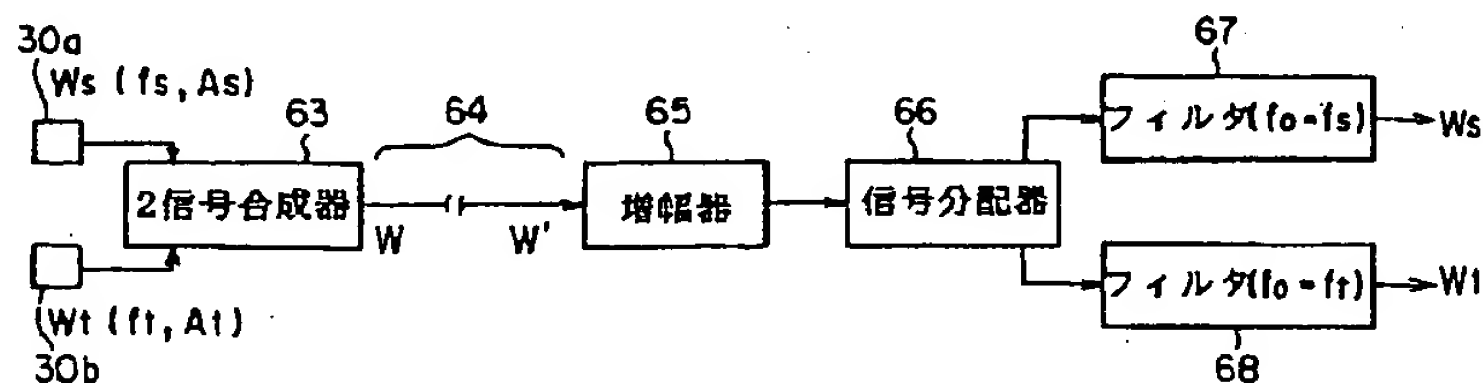 30a
Ws (fs, As)
63
64
65
66
67
2信号合成器
W
W'
増幅器
信号分配器
フィルタ(fo=fs)
Ws
フィルタ(fo=ft)
Wt
Wt (ft, At)
30b
68